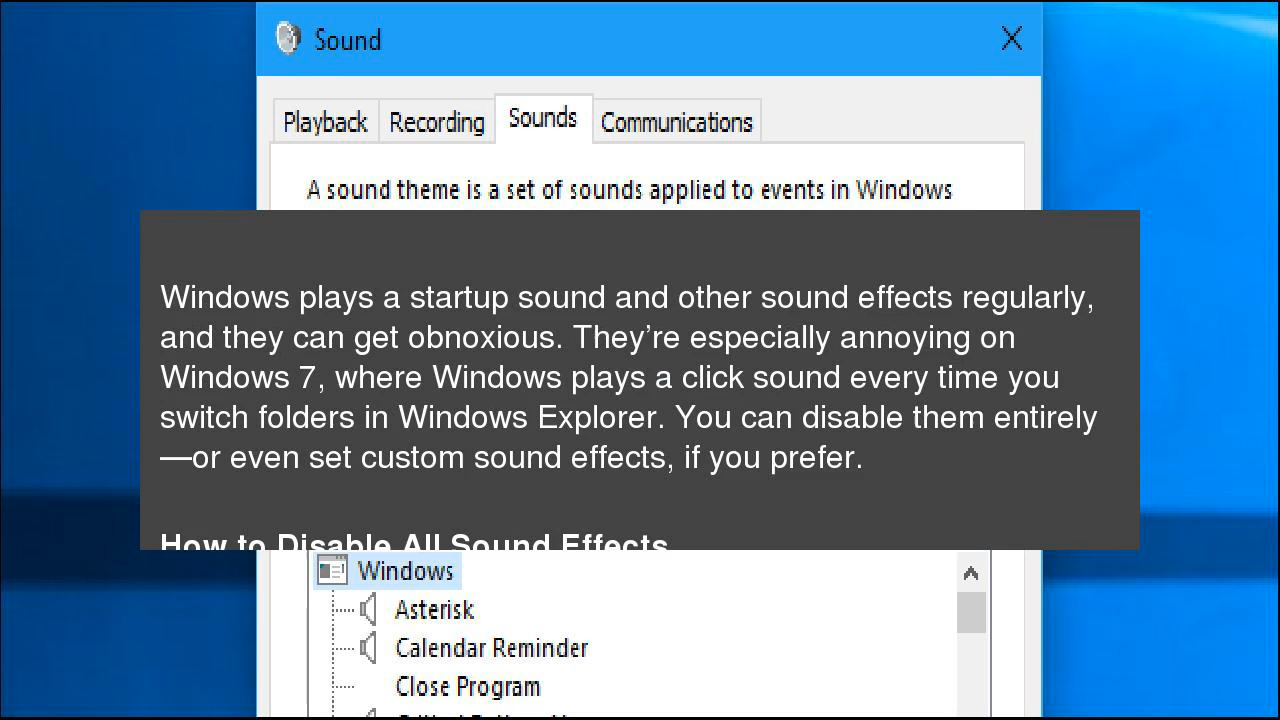 Sound
Playback Recording Sounds Communications
A sound theme is a set of sounds applied to events in Windows
Windows plays a startup sound and other sound effects regularly,
and they can get obnoxious. They’re especially annoying on
Windows 7, where Windows plays a click sound every time you
switch folders in Windows Explorer. You can disable them entirely
—or even set custom sound effects, if you prefer.
How to Disable All Sound Effects
Windows
Asterisk
Calendar Reminder
Close Program